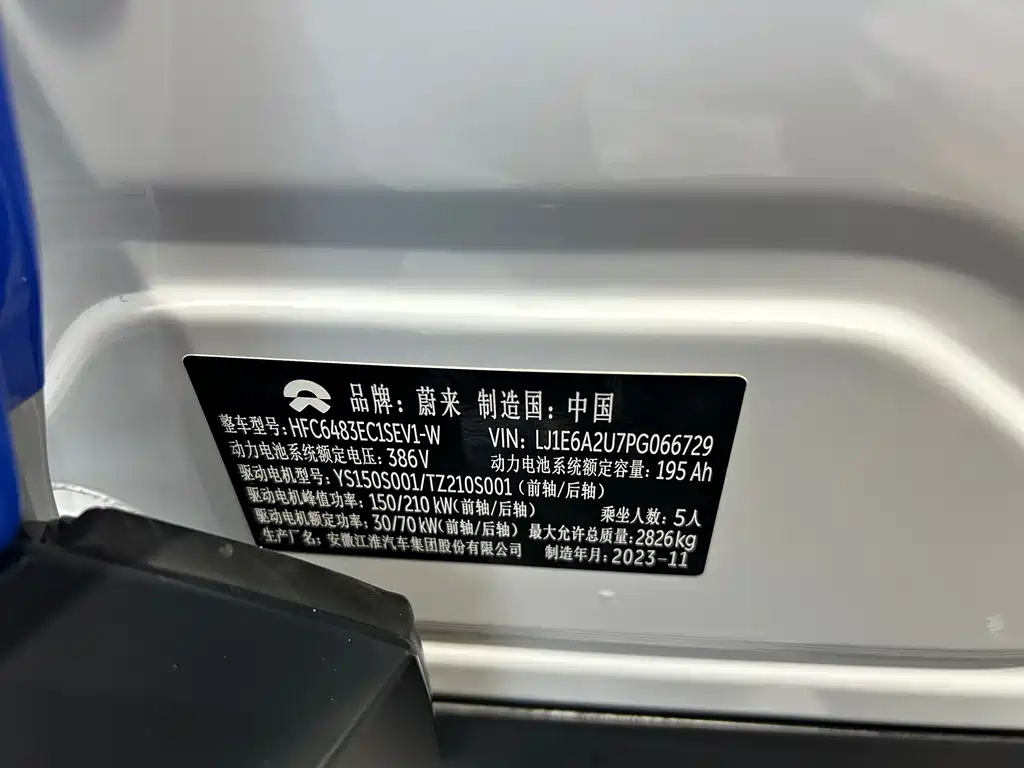 品牌：蔚来 制造国：中国
整车型号：HFC6483EC1SEV1-W VIN: LJ1E6A2U7PG066729
动力电池系统额定电压：386V 动力电池系统额定容量：195 Ah
驱动电机型号：YS150S001/TZ210S001（前轴/后轴）
驱动电机峰值功率：150/210 kW(前轴/后轴) 乘坐人数：5人
驱动电机额定功率：30/70 kW(前轴/后轴) 最大允许总质量：2826kg
生产厂名：安徽江淮汽车集团股份有限公司 制造年月：2023-11